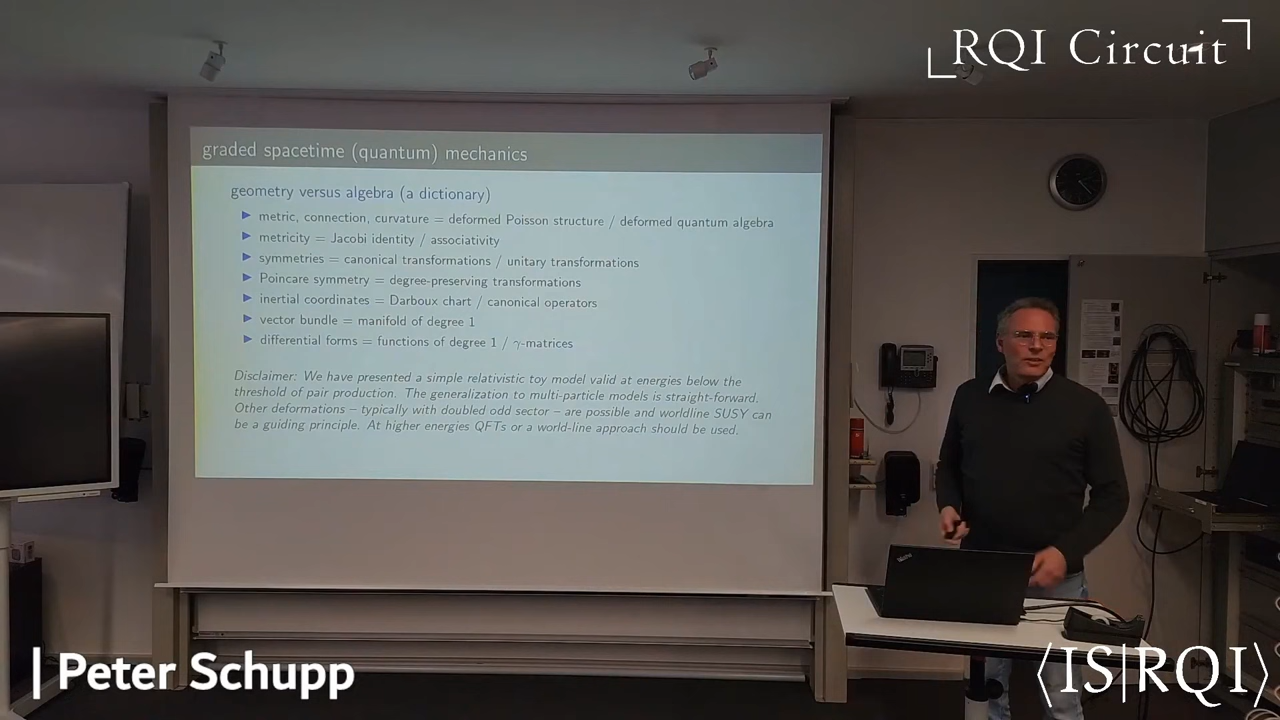 RQI Circuit
graded spacetime (quantum) mechanics
geometry versus algebra (a dictionary)
metric, connection, curvature = deformed Poisson structure / deformed quantum algebra
metricity = Jacobi identity / associativity
symmetries = canonical transformations / unitary transformations
Poincare symmetry = degree-preserving transformations
inertial coordinates = Darboux chart / canonical operators
vector bundle = manifold of degree 1
differential forms = functions of degree 1 / γ-matrices
Disclaimer: We have presented a simple relativistic toy model valid at energies below the
threshold of pair production. The generalization to multi-particle models is straight-forward.
Other deformations – typically with doubled odd sector – are possible and worldline SUSY can
be a guiding principle. At higher energies QFTs or a world-line approach should be used.
| Peter Schupp
⟨IS|RQI⟩